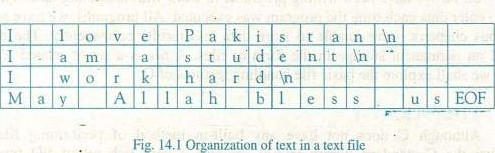 I love Pakistan \n
I am a student \n
I work hard \n
May Allah bless us EOF
Fig. 14.1 Organization of text in a text file